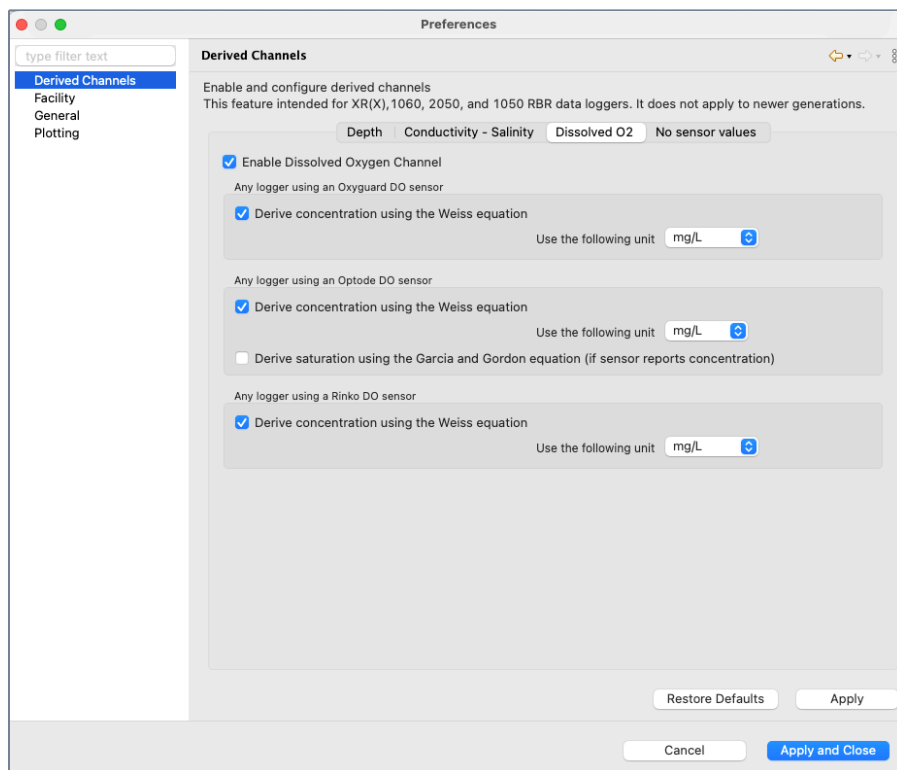 Preferences
type filter text
Derived Channels
Facility
General
Plotting
Derived Channels
Enable and configure derived channels
This feature intended for XR(X),1060, 2050, and 1050 RBR data loggers. It does not apply to newer generations.
Depth
Conductivity - Salinity
Dissolved O2
No sensor values
Enable Dissolved Oxygen Channel
Any logger using an Oxyguard DO sensor
Derive concentration using the Weiss equation
Use the following unit mg/L
Any logger using an Optode DO sensor
Derive concentration using the Weiss equation
Use the following unit mg/L
Derive saturation using the Garcia and Gordon equation (if sensor reports concentration)
Any logger using a Rinko DO sensor
Derive concentration using the Weiss equation
Use the following unit mg/L
Restore Defaults
Apply
Cancel
Apply and Close